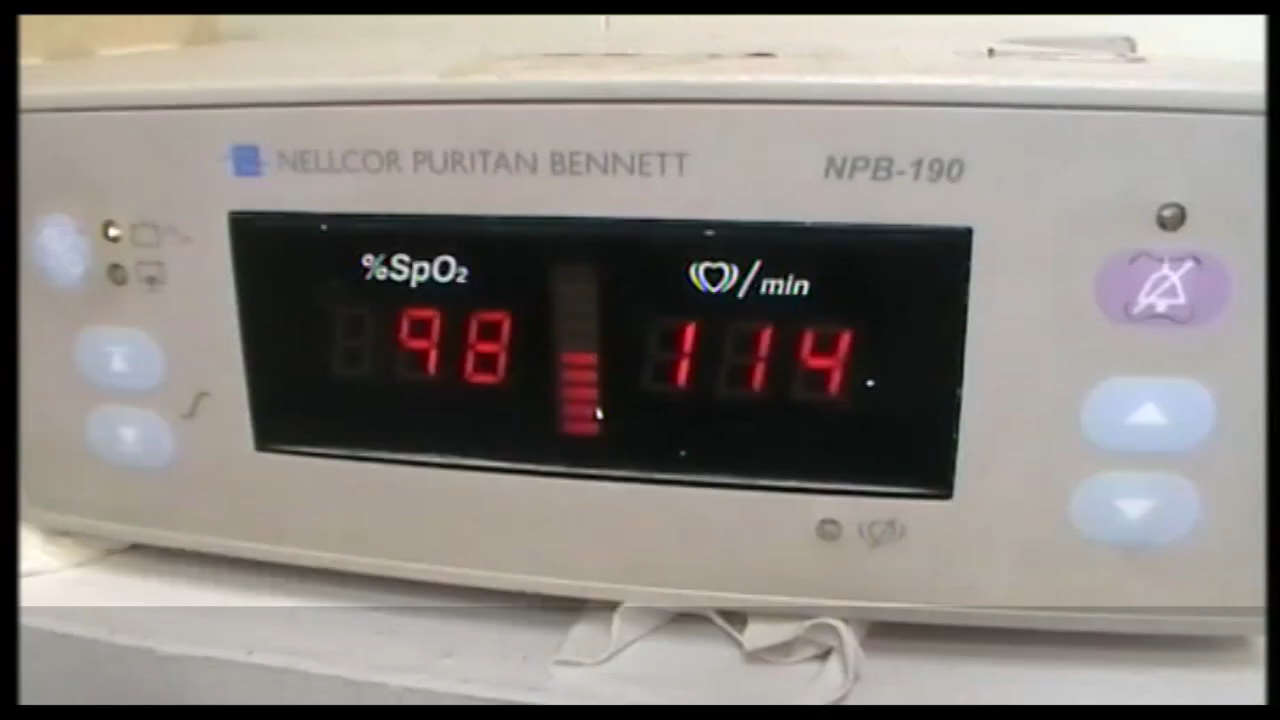 NELLCOR PURITAN BENNETT
NPB-190
%SpO₂
/min
98
114